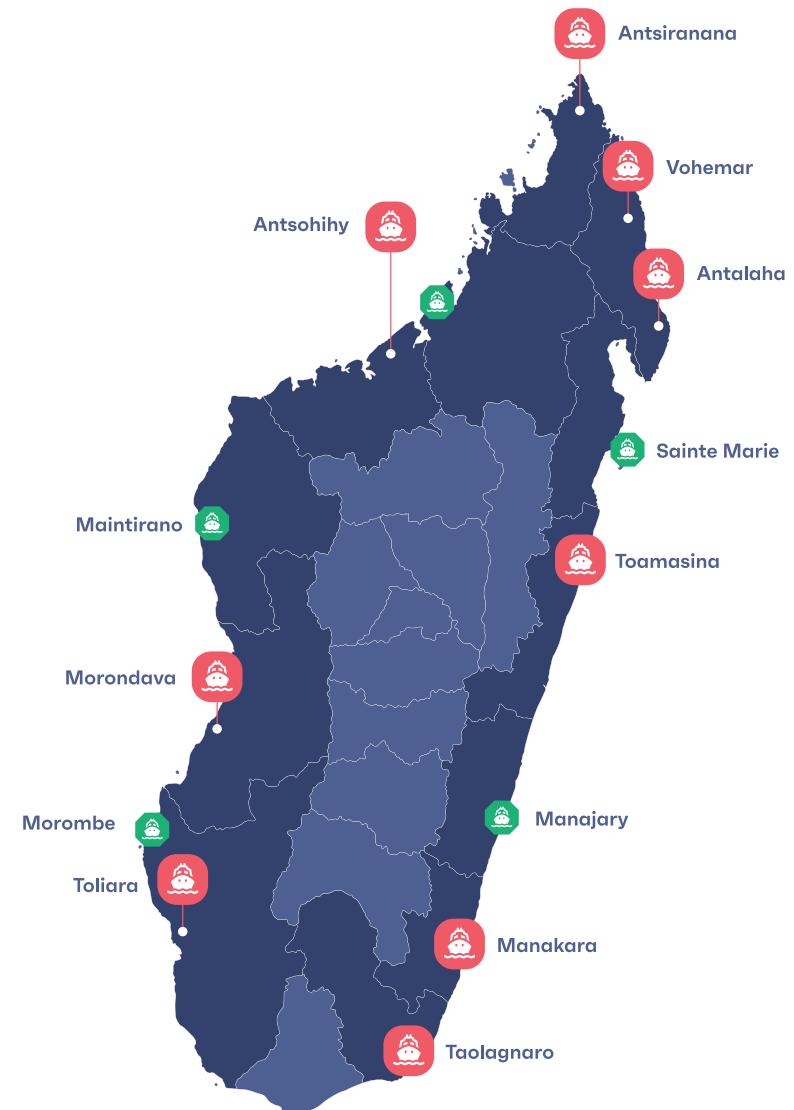 Antsiranana
Vohemar
Antsohihy
Antalaha
Sainte Marie
Maintirano
Toamasina
Morondava
Morombe
Manajary
Toliara
Manakara
Taolagnaro